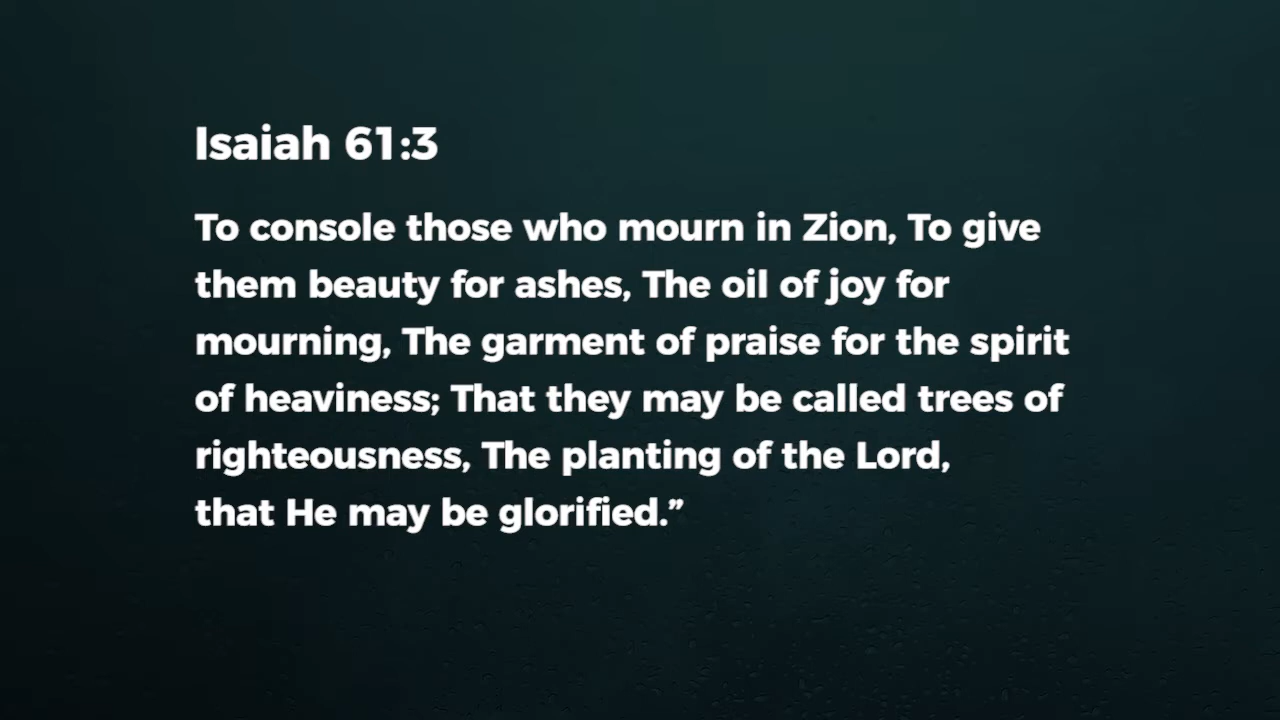 Isaiah 61:3
To console those who mourn in Zion, To give
them beauty for ashes, The oil of joy for
mourning, The garment of praise for the spirit
of heaviness; That they may be called trees of
righteousness, The planting of the Lord,
that He may be glorified.”